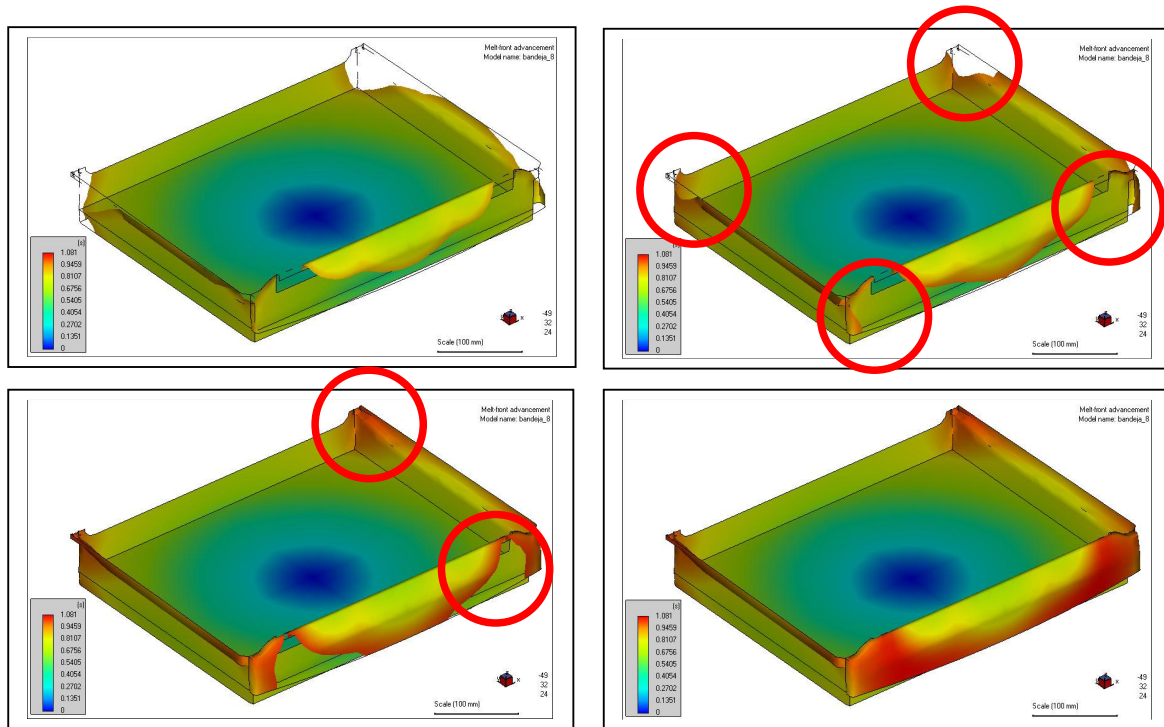 Melt-front advancement
Model name: bandeja_8
[s]
1.081
0.9459
0.8107
0.6756
0.5405
0.4054
0.2702
0.1351
0
x
-49
32
24
Scale (100 mm)
Melt-front advancement
Model name: bandeja_8
[s]
1.081
0.9459
0.8107
0.6756
0.5405
0.4054
0.2702
0.1351
0
x
-49
32
24
Scale (100 mm)
Melt-front advancement
Model name: bandeja_8
[s]
1.081
0.9459
0.8107
0.6756
0.5405
0.4054
0.2702
0.1351
0
x
-49
32
24
Scale (100 mm)
Melt-front advancement
Model name: bandeja_8
[s]
1.081
0.9459
0.8107
0.6756
0.5405
0.4054
0.2702
0.1351
0
x
-49
32
24
Scale (100 mm)